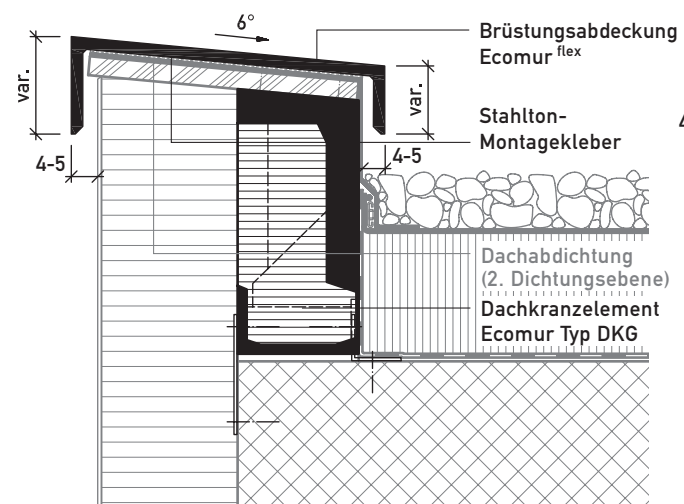 6°
Brüstungsabdeckung
Ecomur flex
var.
var.
Stahlton-
Montagekleber
4
4-5
4-5
Dachabdichtung
(2. Dichtungsebene)
Dachkranzelement
Ecomur Typ DKG